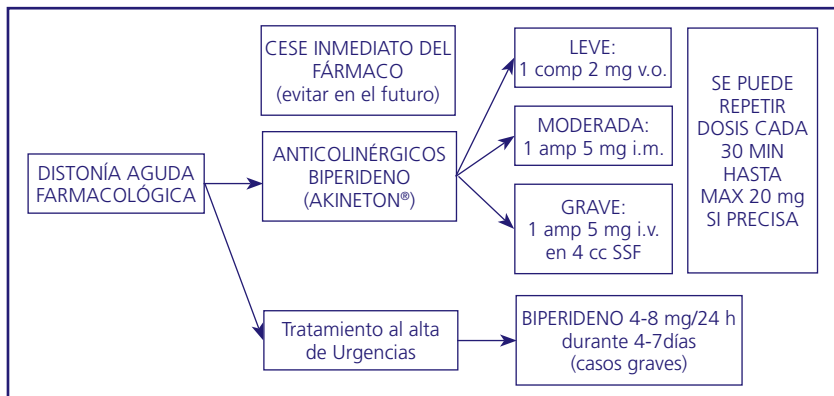 DISTONÍA AGUDA
FARMACOLÓGICA
CESE INMEDIATO DEL
FÁRMACO
(evitar en el futuro)
ANTICOLINÉRGICOS
BIPERIDENO
(AKINETON®)
LEVE:
1 comp 2 mg v.o.
MODERADA:
1 amp 5 mg i.m.
GRAVE:
1 amp 5 mg i.v.
en 4 cc SSF
SE PUEDE
REPETIR
DOSIS CADA
30 MIN
HASTA
MAX 20 mg
SI PRECISA
Tratamiento al alta
de Urgencias
BIPERIDENO 4-8 mg/24 h
durante 4-7días
(casos graves)